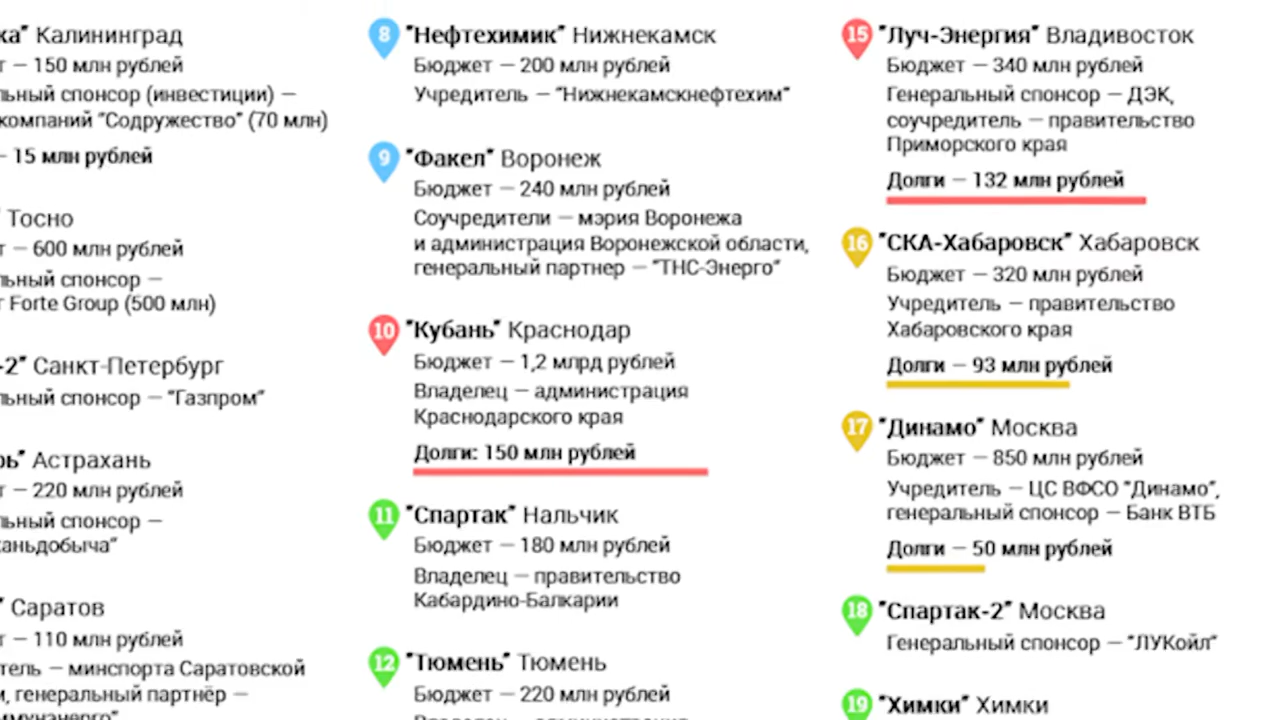 Калининград
— 150 млн рублей
спонсор (инвестиции) —
компаний "Содружество" (70 млн)
— 15 млн рублей
Тосно
— 600 млн рублей
спонсор —
Forte Group (500 млн)
-2" Санкт-Петербург
спонсор — "Газпром"
Астрахань
— 220 млн рублей
спонсор —
Саратов
— 110 млн рублей
— минспорта Саратовской
генеральный партнёр —
8 "Нефтехимик" Нижнекамск
Бюджет — 200 млн рублей
Учредитель — "Нижнекамскнефтехим"
9 "Факел" Воронеж
Бюджет — 240 млн рублей
Соучредители — мэрия Воронежа
и администрация Воронежской области,
генеральный партнер — "ТНС-Энерго"
10 "Кубань" Краснодар
Бюджет — 1,2 млрд рублей
Владелец — администрация
Краснодарского края
Долги: 150 млн рублей
11 "Спартак" Нальчик
Бюджет — 180 млн рублей
Владелец — правительство
Кабардино-Балкарии
12 "Тюмень" Тюмень
Бюджет — 220 млн рублей
15 "Луч-Энергия" Владивосток
Бюджет — 340 млн рублей
Генеральный спонсор — ДЭК,
соучредитель — правительство
Приморского края
Долги — 132 млн рублей
16 "СКА-Хабаровск" Хабаровск
Бюджет — 320 млн рублей
Учредитель — правительство
Хабаровского края
Долги — 93 млн рублей
17 "Динамо" Москва
Бюджет — 850 млн рублей
Учредитель — ЦС ВФСО "Динамо",
генеральный спонсор — Банк ВТБ
Долги — 50 млн рублей
18 "Спартак-2" Москва
Генеральный спонсор — "ЛУКойл"
19 "Химки" Химки